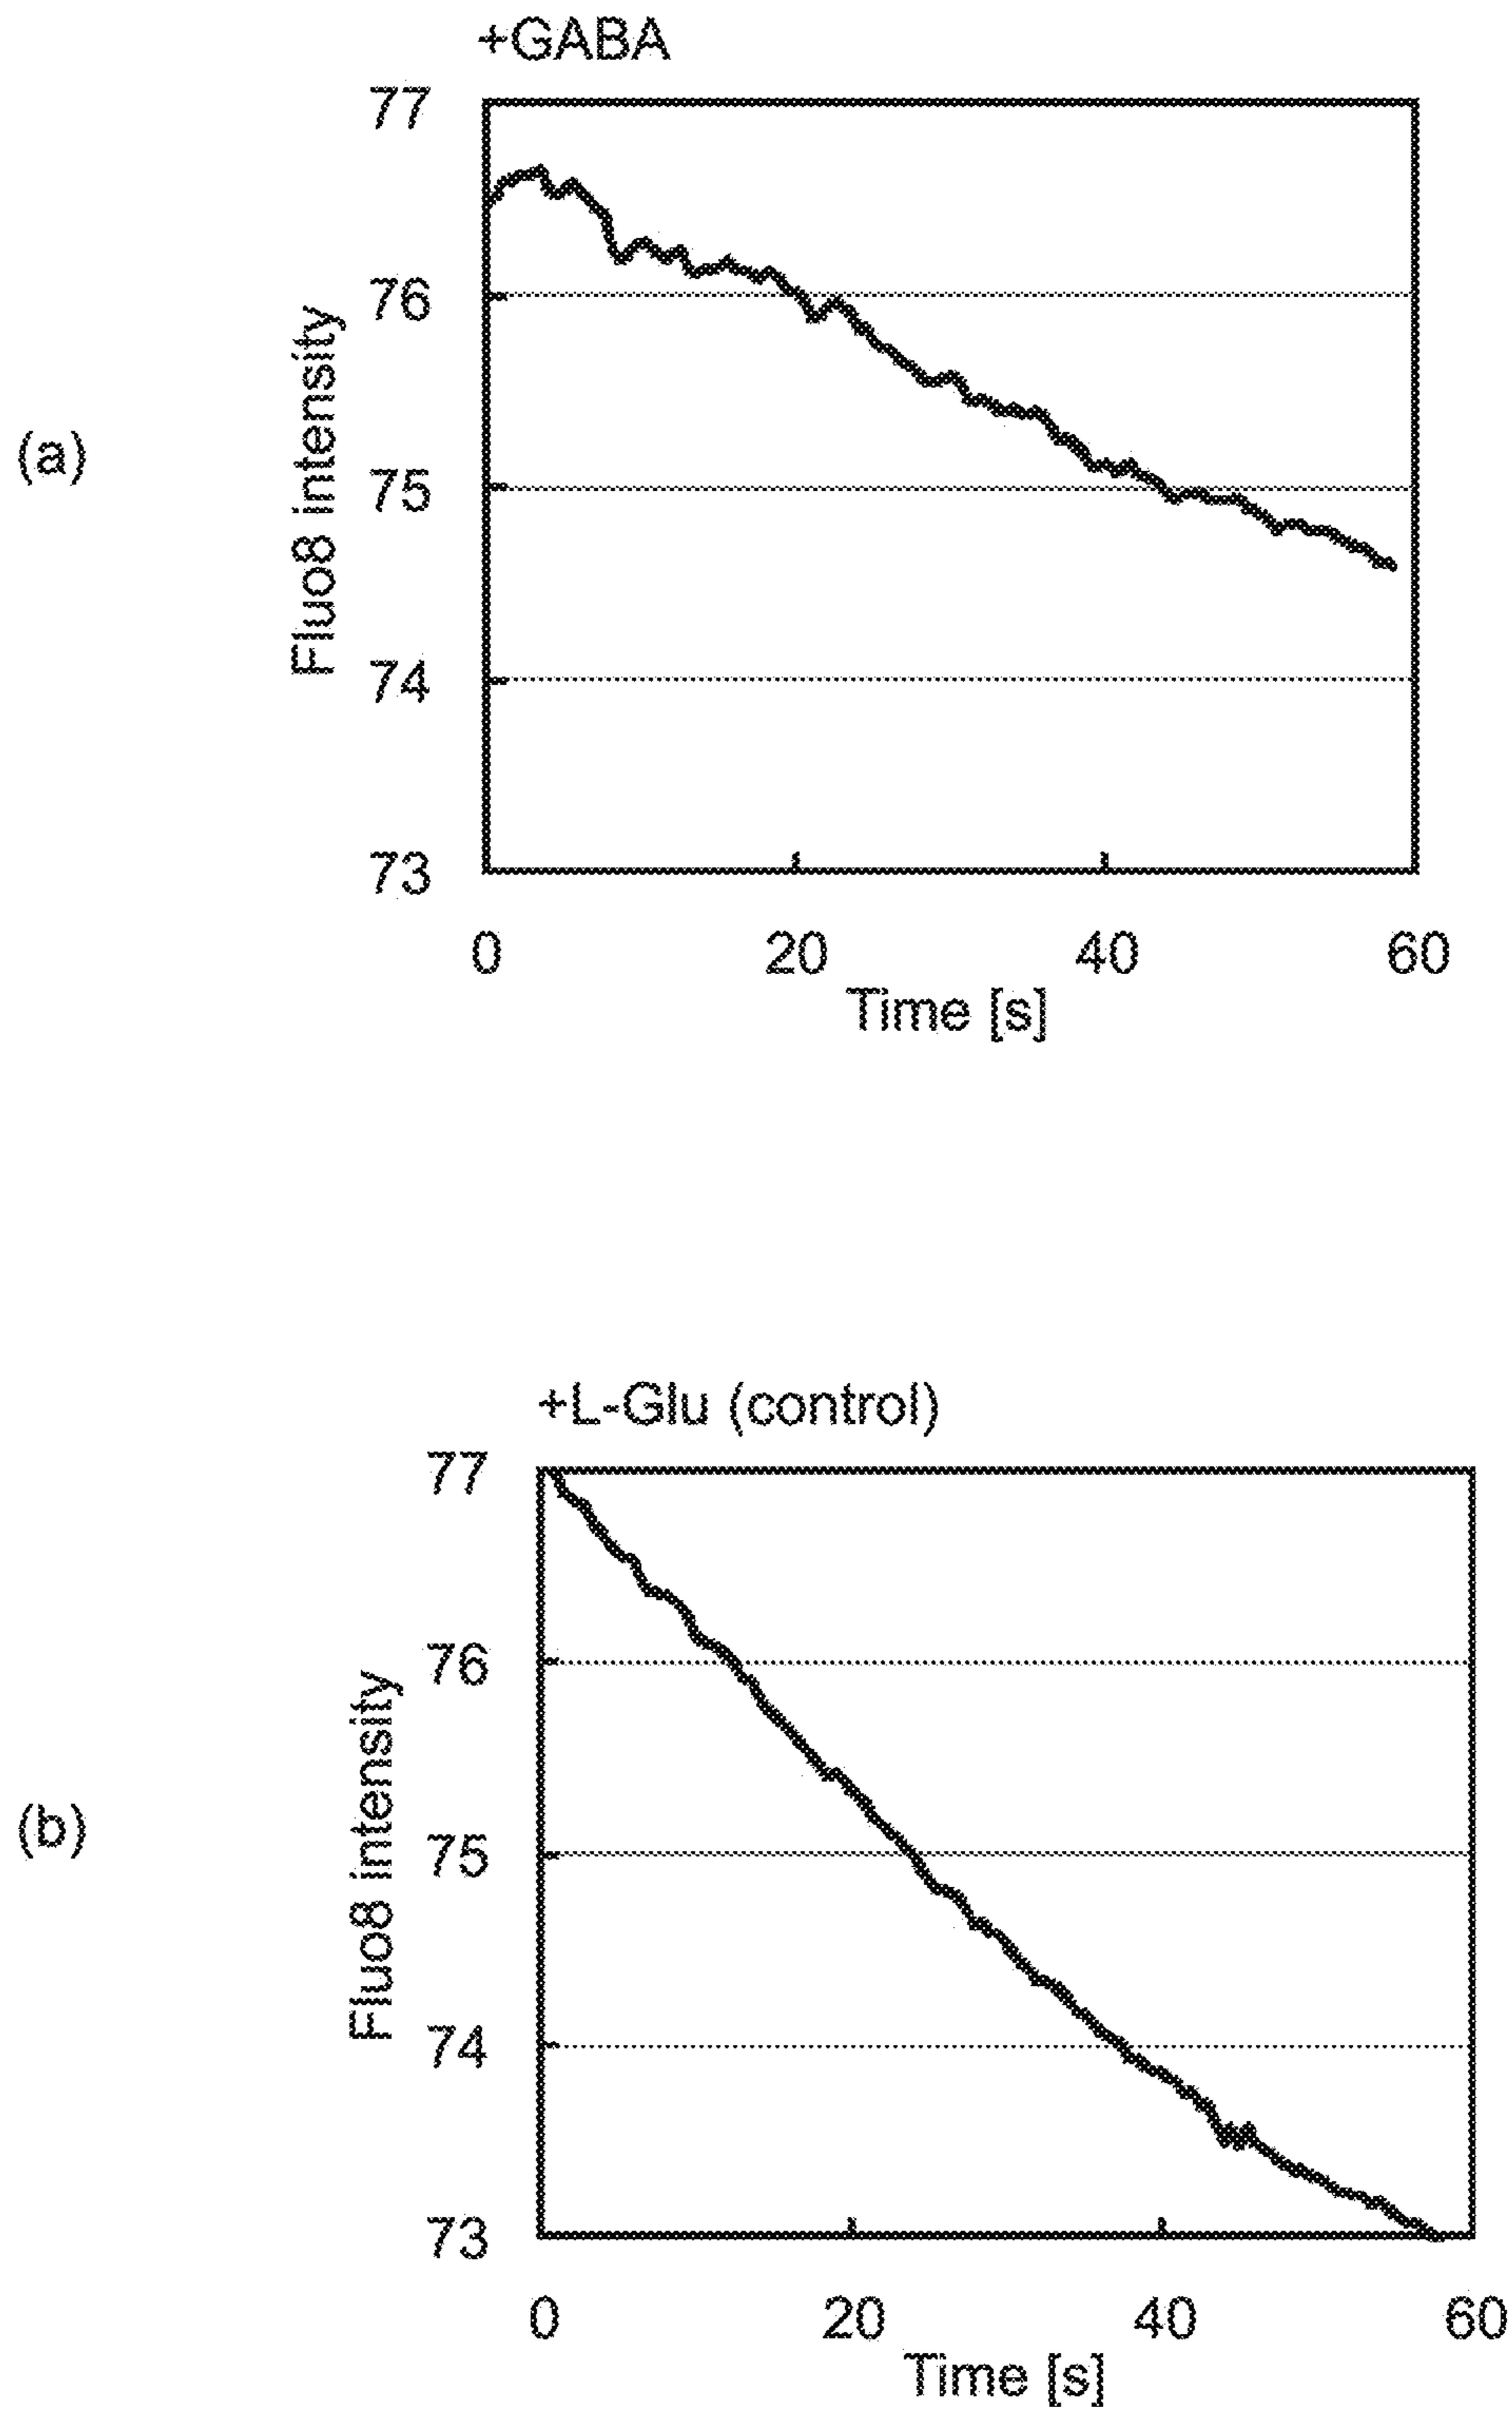 +GABA
77
76
75
74
73
Fluo8 intensity
(a)
0 20 40 60
Time [s]
+L-Glu (control)
77
76
75
74
73
Fluo8 intensity
(b)
0 20 40 60
Time [s]